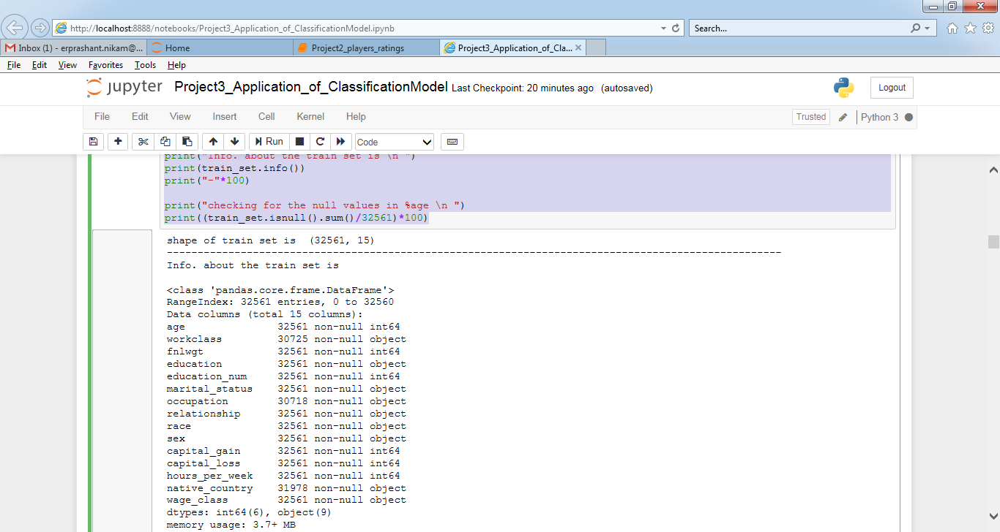 http://localhost:8888/notebooks/Project3_Application_of_ClassificationModel.ipynb
Search...
Inbox (1) - erprashant.nikam@...
Home
Project2_players_ratings
Project3_Application_of_Cla...
File Edit View Favorites Tools Help
jupyter Project3_Application_of_ClassificationModel Last Checkpoint: 20 minutes ago (autosaved)
Logout
File Edit View Insert Cell Kernel Help
Trusted
Python 3
Run
Code
print("Info. about the train set is \n ")
print(train_set.info())
print("-"*100)
print("checking for the null values in %age \n ")
print((train_set.isnull().sum()/32561)*100)
shape of train set is  (32561, 15)
----------------------------------------------------------------------------------------------------
Info. about the train set is
<class 'pandas.core.frame.DataFrame'>
RangeIndex: 32561 entries, 0 to 32560
Data columns (total 15 columns):
age               32561 non-null int64
workclass         30725 non-null object
fnlwgt            32561 non-null int64
education         32561 non-null object
education_num     32561 non-null int64
marital_status    32561 non-null object
occupation        30718 non-null object
relationship      32561 non-null object
race              32561 non-null object
sex               32561 non-null object
capital_gain      32561 non-null int64
capital_loss      32561 non-null int64
hours_per_week    32561 non-null int64
native_country    31978 non-null object
wage_class        32561 non-null object
dtypes: int64(6), object(9)
memory usage: 3.7+ MB